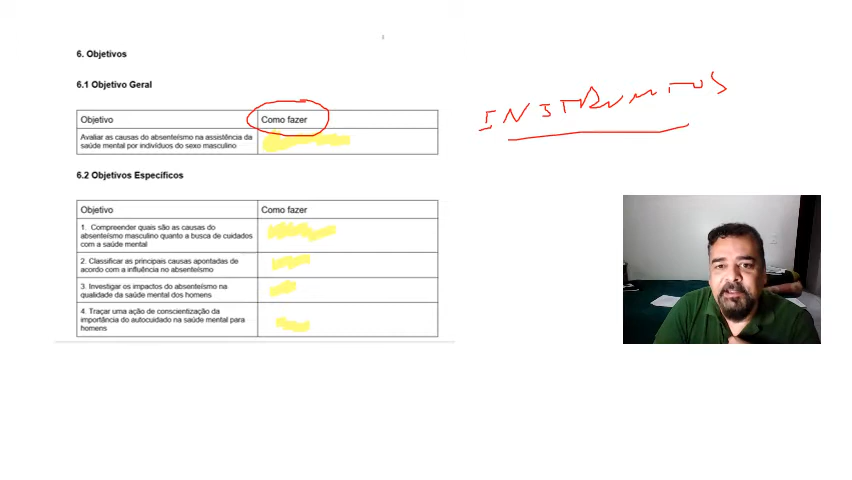 6. Objetivos
6.1 Objetivo Geral
Objetivo
Como fazer
Avaliar as causas do absenteísmo na assistência da
saúde mental por indivíduos do sexo masculino
6.2 Objetivos Específicos
Objetivo
Como fazer
1. Compreender quais são as causas do
absenteísmo masculino quanto a busca de cuidados
com a saúde mental
2. Classificar as principais causas apontadas de
acordo com a influência no absenteísmo
3. Investigar os impactos do absenteísmo na
qualidade da saúde mental dos homens
4. Traçar uma ação de conscientização da
importância do autocuidado na saúde mental para
homens
INSTRUMTOS